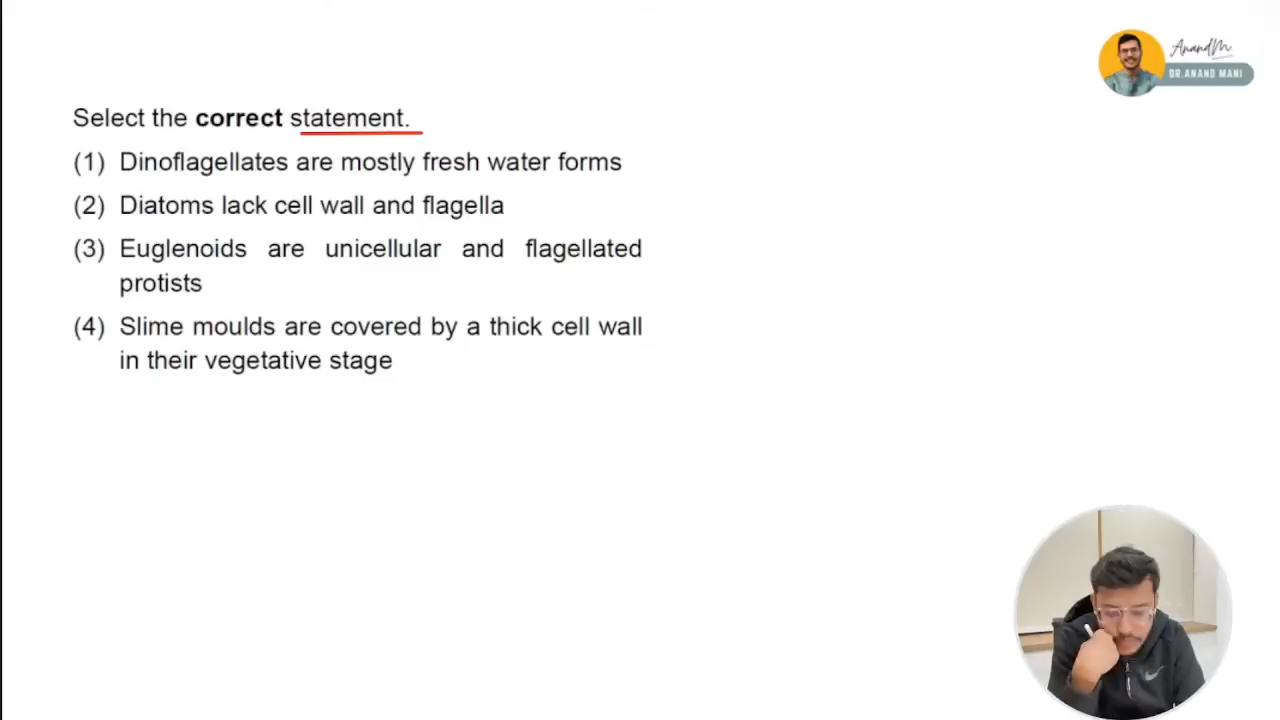 AnandM
DR.ANAND MANI
Select the correct statement.
(1) Dinoflagellates are mostly fresh water forms
(2) Diatoms lack cell wall and flagella
(3) Euglenoids are unicellular and flagellated
protists
(4) Slime moulds are covered by a thick cell wall
in their vegetative stage